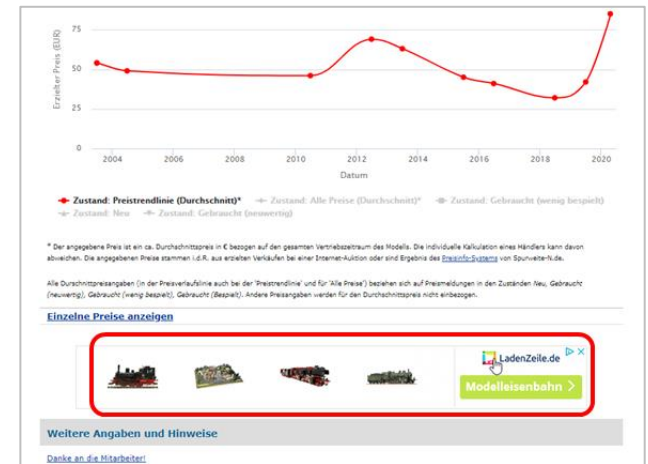 75
50
25
0
Erzielter Preis (EUR)
2004 2006 2008 2010 2012 2014 2016 2018 2020
Datum
Zustand: Preistrendlinie (Durchschnitt)* Zustand: Alle Preise (Durchschnitt)* Zustand: Gebraucht (wenig bespielt)
Zustand: Neu Zustand: Gebraucht (neuwertig)
* Der angegebene Preis ist ein ca. Durchschnittspreis in € bezogen auf den gesamten Vertriebszeitraum des Modells. Die individuelle Kalkulation eines Händlers kann davon
abweichen. Die angegebenen Preise stammen i.d.R. aus erzielten Verkäufen bei einer Internet-Auktion oder sind Ergebnis des Preisinfo-Systems von Spurweite-N.de.
Alle Durschnittpreisangaben (in der Preisverlaufslinie auch bei der 'Preistrendlinie' und für 'Alle Preise') beziehen sich auf Preismeldungen in den Zuständen Neu, Gebraucht
(neuwertig), Gebraucht (wenig bespielt), Gebraucht (Bespielt). Andere Preisangaben werden für den Durchschnittspreis nicht einbezogen.
Einzelne Preise anzeigen
LadenZeile.de
Modelleisenbahn >
Weitere Angaben und Hinweise
Danke an die Mitarbeiter!